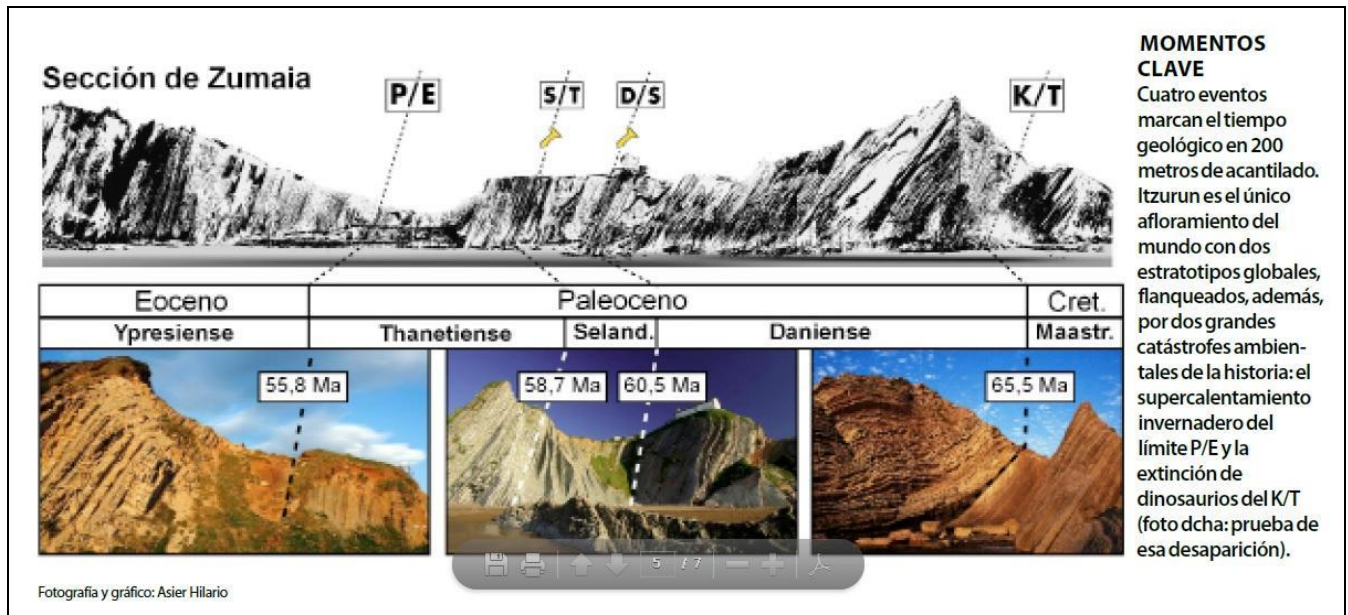 Sección de Zumaia
P/E
S/T
D/S
K/T
Eoceno
Paleoceno
Cret.
Ypresiense
Thanetiense
Seland.
Daniense
Maastr.
55,8 Ma
58,7 Ma
60,5 Ma
65,5 Ma
5 / 7
Fotografía y gráfico: Asier Hilario
MOMENTOS
CLAVE
Cuatro eventos
marcan el tiempo
geológico en 200
metros de acantilado.
Itzurun es el único
afloramiento del
mundo con dos
estratotipos globales,
flanqueados, además,
por dos grandes
catástrofes ambien-
tales de la historia: el
supercalentamiento
invernadero del
límite P/E y la
extinción de
dinosaurios del K/T
(foto dcha: prueba de
esa desaparición).